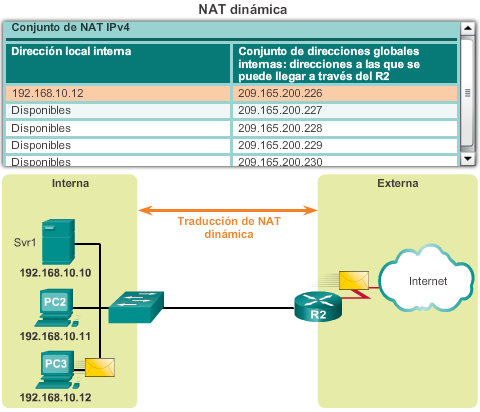 NAT dinámica
Conjunto de NAT IPv4
Dirección local interna
Conjunto de direcciones globales
internas: direcciones a las que se
puede llegar a través del R2
192.168.10.12 209.165.200.226
Disponibles 209.165.200.227
Disponibles 209.165.200.228
Disponibles 209.165.200.229
Disponibles 209.165.200.230
Interna
Externa
Traducción de NAT
dinámica
Svr1
192.168.10.10
PC2
192.168.10.11
PC3
192.168.10.12
R2
Internet